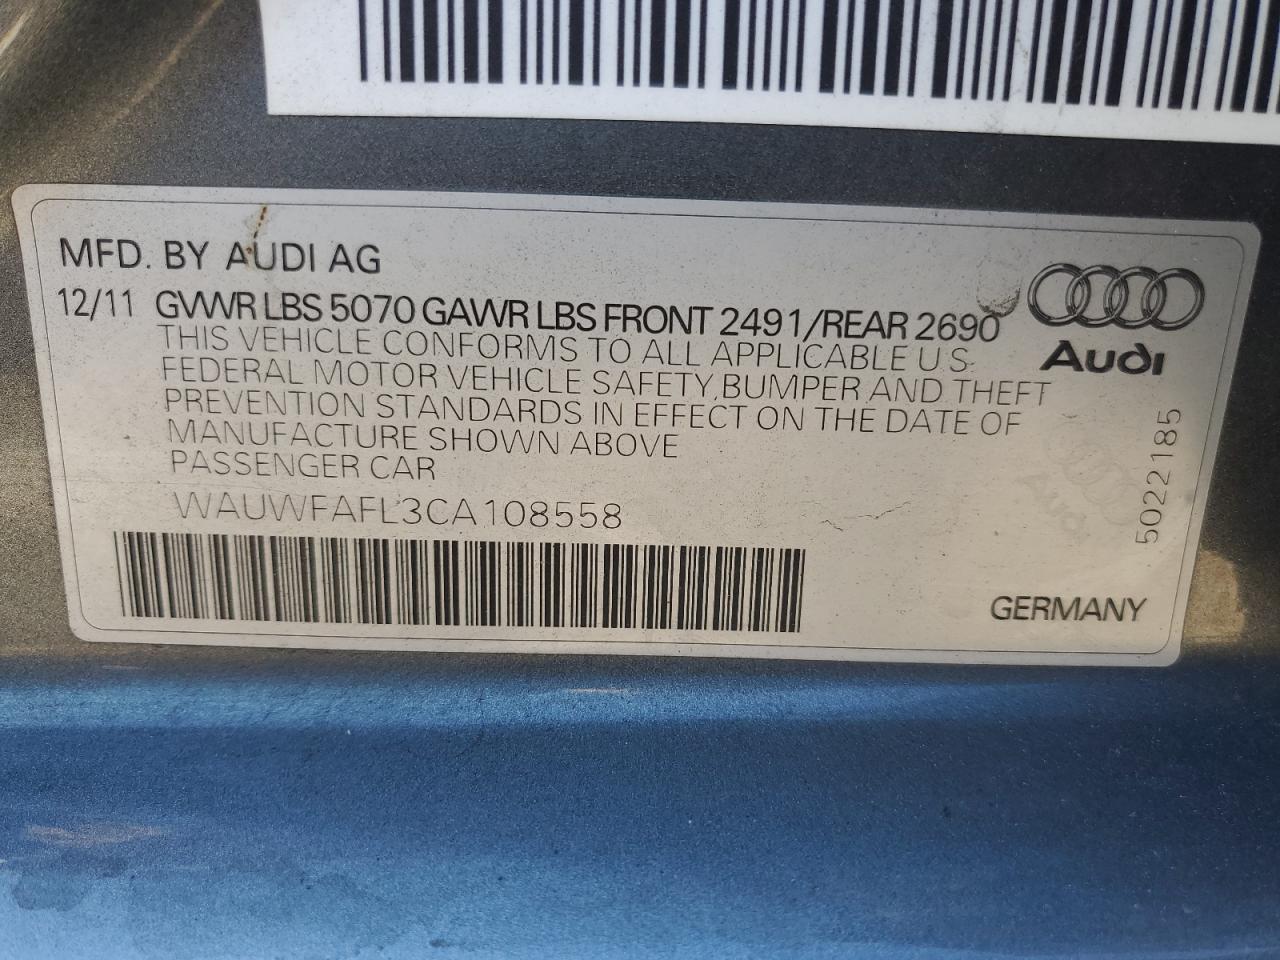 MFD. BY AUDI AG
12/11 GVWR LBS 5070 GAWR LBS FRONT 2491/REAR 2690
THIS VEHICLE CONFORMS TO ALL APPLICABLE U.S.
FEDERAL MOTOR VEHICLE SAFETY, BUMPER AND THEFT
PREVENTION STANDARDS IN EFFECT ON THE DATE OF
MANUFACTURE SHOWN ABOVE
PASSENGER CAR
WAUWFAFL3CA108558
Audi
5022185
Audi
GERMANY